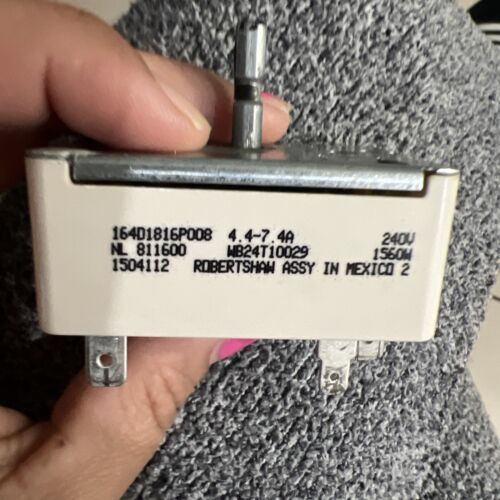 164D1816P008 4.4-7.4A 240V
NL 811600 WB24T10029 1560W
1504112 ROBERTSHAW ASSY IN MEXICO 2